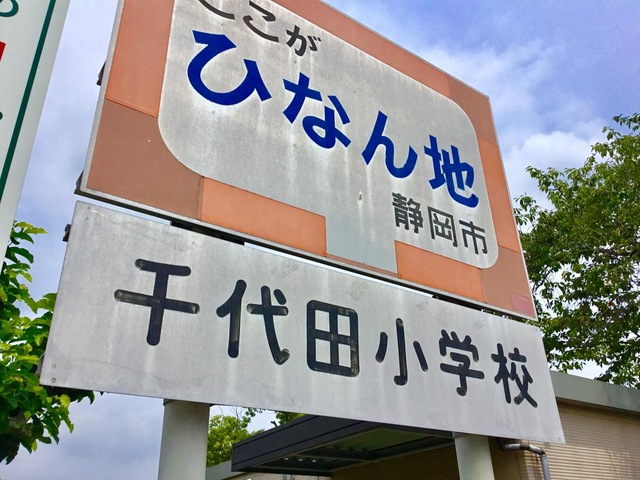 ここが
ひなん地
静岡市
千代田小学校